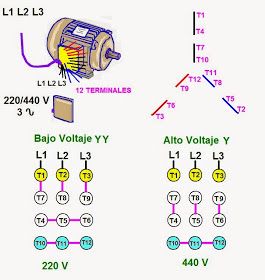 L1 L2 L3
L1 L2 L3
12 TERMINALES
220/440 V
3
T1
T4
T7
T10
T12
T9
T6
T3
T11
T8
T5
T2
Bajo Voltaje YY
L1 L2 L3
T1 T2 T3
T7 T8 T9
T4 T5 T6
T10 T11 T12
220 V
Alto Voltaje Y
L1 L2 L3
T1 T2 T3
T4 T5 T6
T7 T8 T9
T10 T11 T12
440 V